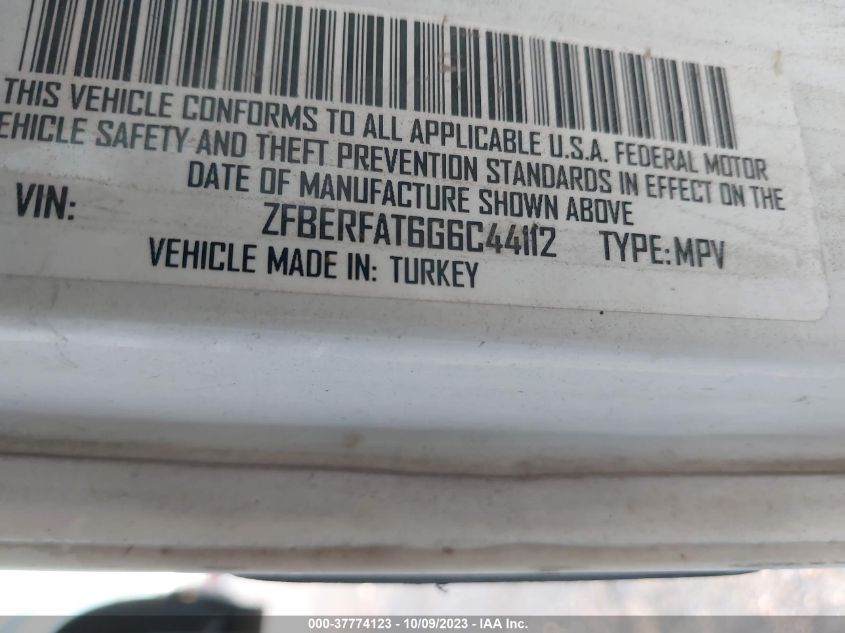 THIS VEHICLE CONFORMS TO ALL APPLICABLE U.S.A. FEDERAL MOTOR
EHICLE SAFETY AND THEFT PREVENTION STANDARDS IN EFFECT ON THE
DATE OF MANUFACTURE SHOWN ABOVE
VIN: ZFBERFAT6G6C44112 TYPE: MPV
VEHICLE MADE IN: TURKEY
000-37774123 - 10/09/2023 - IAA Inc.